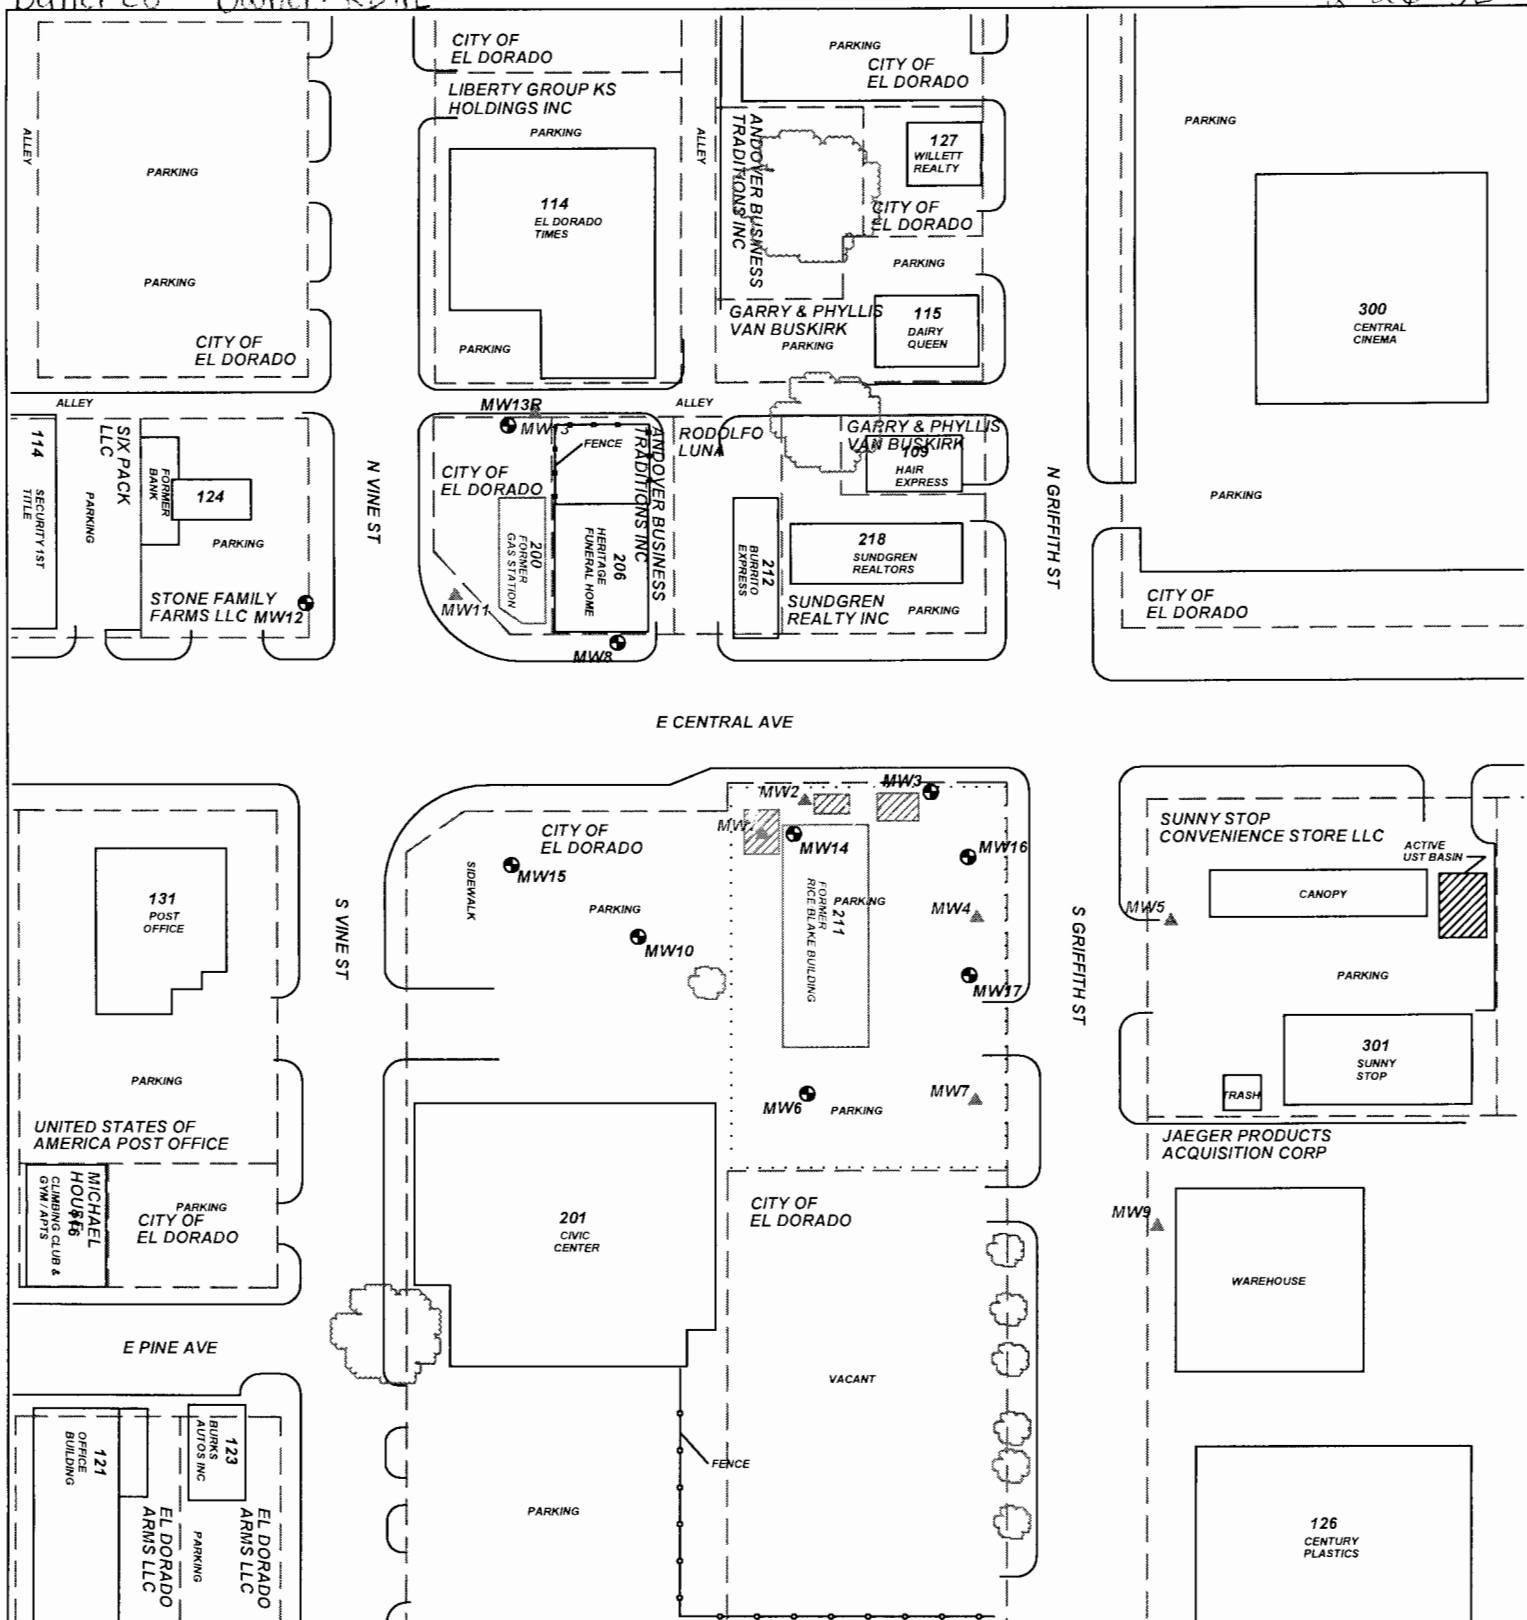 Butler Co Owner: KDHE
CITY OF
EL DORADO
LIBERTY GROUP KS
HOLDINGS INC
PARKING
PARKING
CITY OF
EL DORADO
ALLEY
PARKING
PARKING
CITY OF
EL DORADO
114
EL DORADO
TIMES
PARKING
ALLEY
ANDOVER BUSINESS
TRADITIONS INC
127
WILLETT
REALTY
CITY OF
EL DORADO
PARKING
GARRY & PHYLLIS
VAN BUSKIRK
PARKING
115
DAIRY
QUEEN
PARKING
300
CENTRAL
CINEMA
PARKING
ALLEY
114
SECURITY 1ST
TITLE
SIX PACK
LLC
PARKING
FORMER
BANK
124
PARKING
STONE FAMILY
FARMS LLC
MW12
N VINE ST
MW13R
MW13
FENCE
CITY OF
EL DORADO
200
FORMER
GAS STATION
MW11
206
HERITAGE
FUNERAL HOME
ANDOVER BUSINESS
TRADITIONS INC
MW8
ALLEY
RODOLFO
LUNA
GARRY & PHYLLIS
VAN BUSKIRK
109
HAIR
EXPRESS
212
BURRITO
EXPRESS
218
SUNDGREN
REALTORS
SUNDGREN
REALTY INC
PARKING
N GRIFFITH ST
CITY OF
EL DORADO
E CENTRAL AVE
131
POST
OFFICE
PARKING
UNITED STATES OF
AMERICA POST OFFICE
MICHAEL
HOUSE
CLIMBING CLUB &
GYM / APTS
PARKING
CITY OF
EL DORADO
S VINE ST
SIDEWALK
CITY OF
EL DORADO
MW15
PARKING
MW10
MW2
MW3
MW14
MW16
211
FORMER
RICE BLAKE BUILDING
PARKING
MW4
MW17
MW6
PARKING
MW7
S GRIFFITH ST
SUNNY STOP
CONVENIENCE STORE LLC
ACTIVE
UST BASIN
CANOPY
MW5
PARKING
301
SUNNY
STOP
TRASH
JAEGER PRODUCTS
ACQUISITION CORP
MW9
WAREHOUSE
201
CIVIC
CENTER
CITY OF
EL DORADO
VACANT
E PINE AVE
121
OFFICE
BUILDING
123
BURKS
AUTOS INC
EL DORADO
ARMS LLC
PARKING
EL DORADO
ARMS LLC
PARKING
FENCE
126
CENTURY
PLASTICS